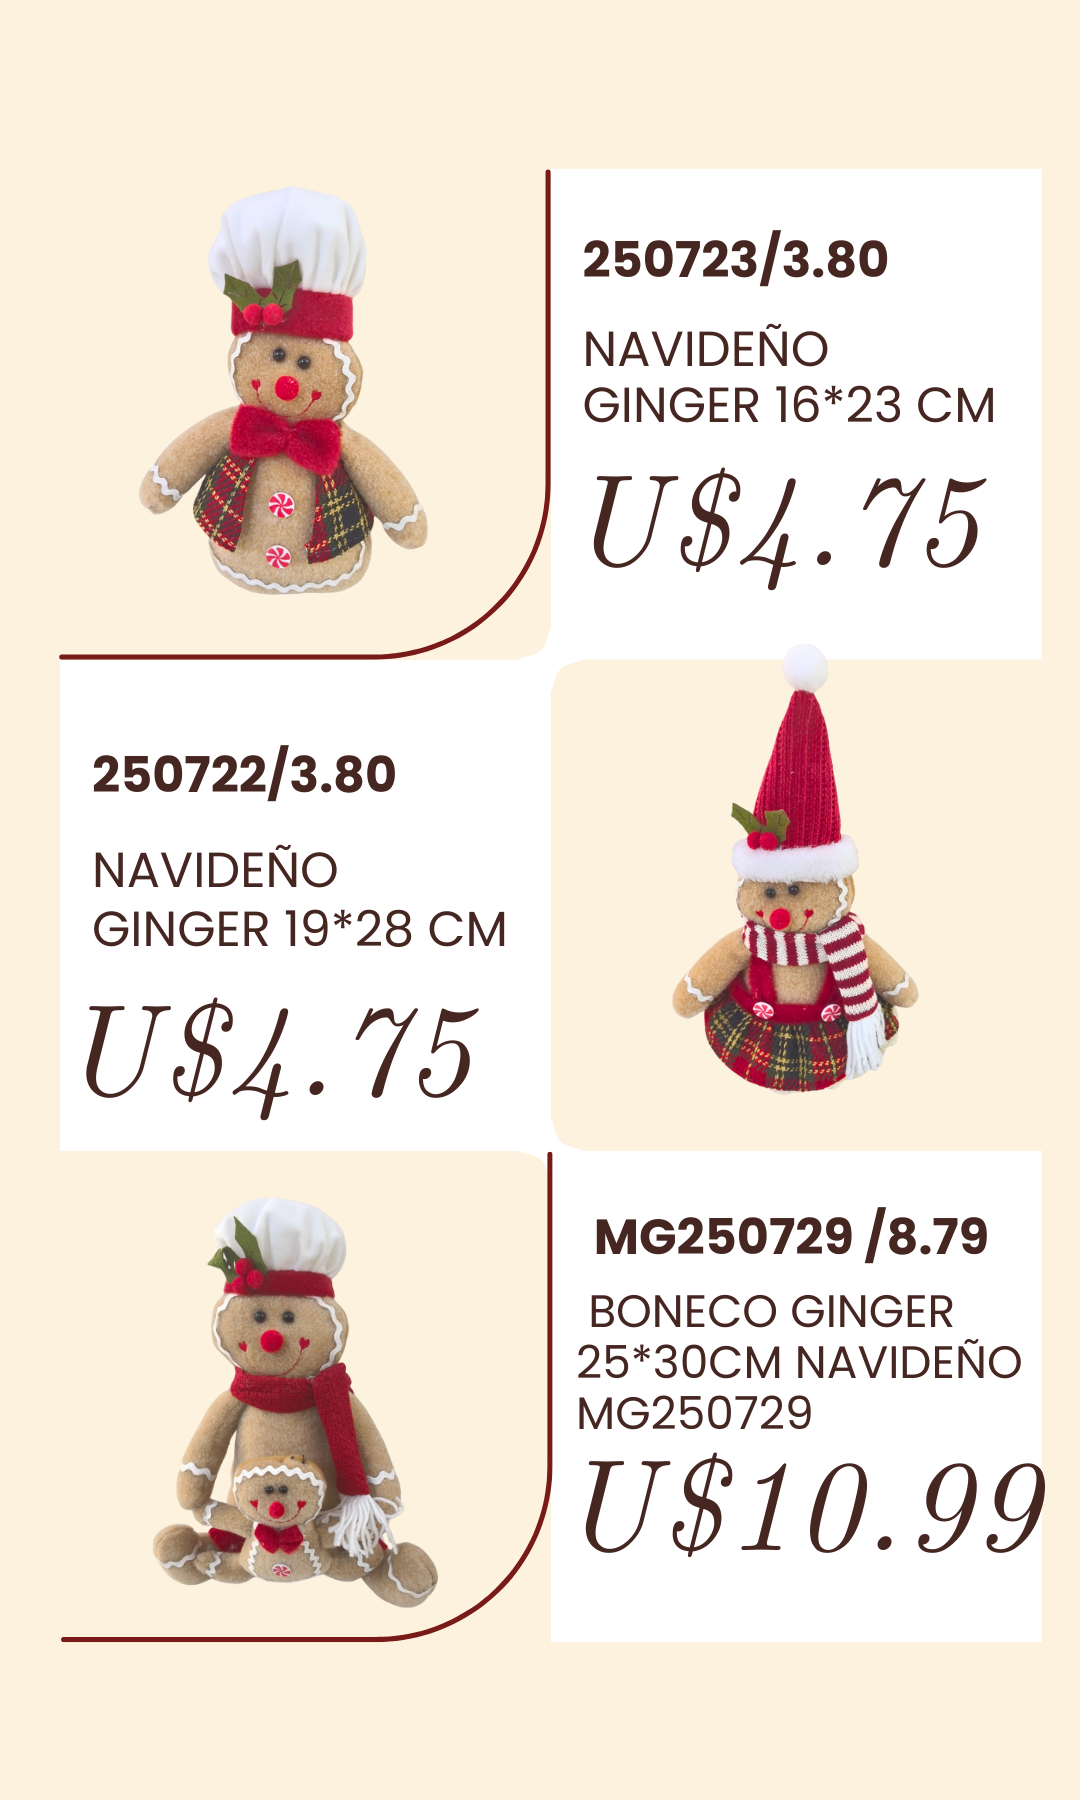 250723/3.80
NAVIDEÑO
GINGER 16*23 CM
U$4.75
250722/3.80
NAVIDEÑO
GINGER 19*28 CM
U$4.75
MG250729 /8.79
BONECO GINGER
25*30CM NAVIDEÑO
MG250729
U$10.99